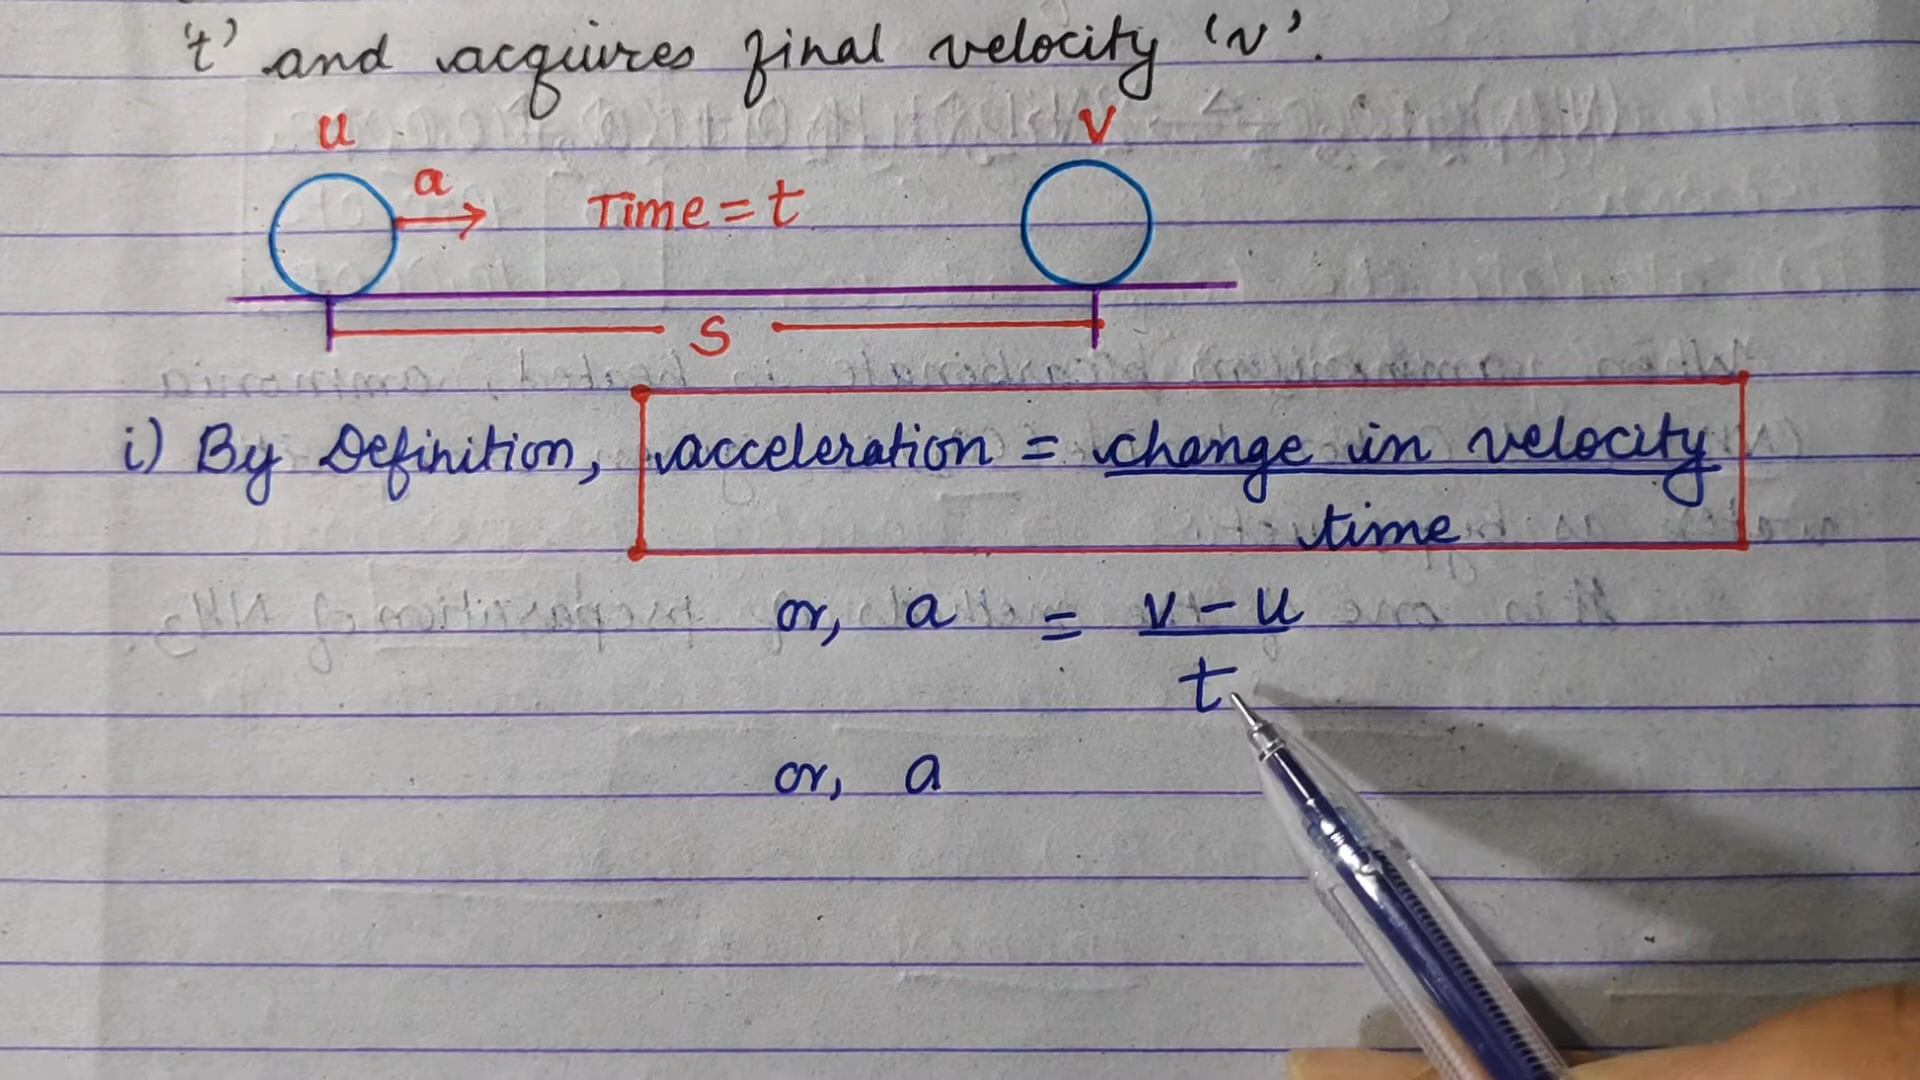 't' and acquires final velocity 'v'.
u
v
a
Time = t
S
i) By Definition, acceleration = change in velocity
time
or, a = v - u
t
or, a